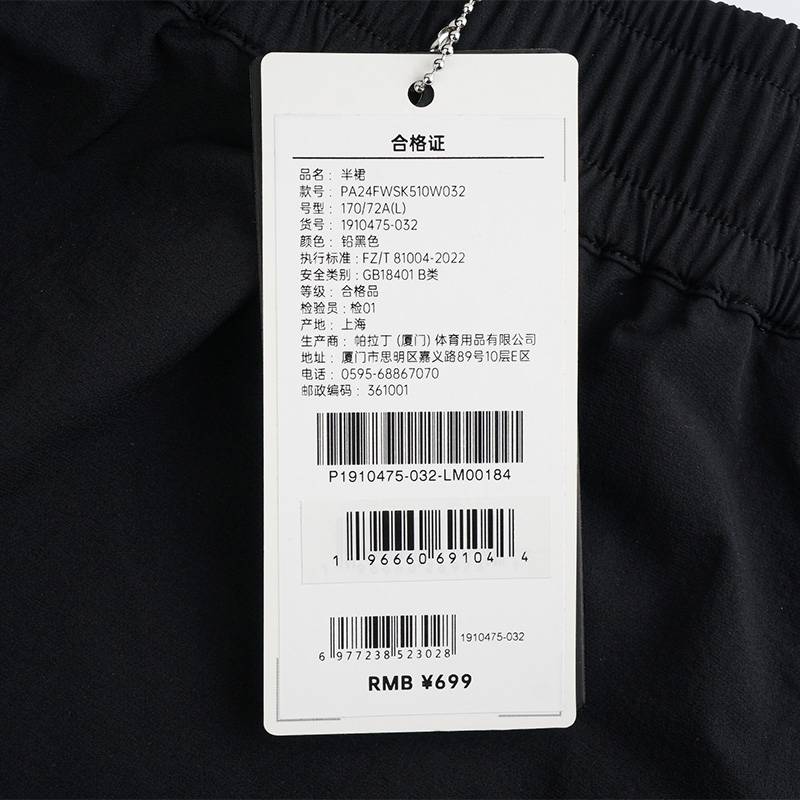 合格证
品名：半裙
款号：PA24FWSK510W032
号型：170/72A(L)
货号：1910475-032
颜色：铅黑色
执行标准：FZ/T 81004-2022
安全类别：GB18401 B类
等级：合格品
检验员：检01
产地：上海
生产商：帕拉丁(厦门)体育用品有限公司
地址：厦门市思明区嘉义路89号10层E区
电话：0595-68867070
邮政编码：361001
P1910475-032-LM00184
1 96660 69104 4
6 977238 523028 1910475-032
RMB ¥699